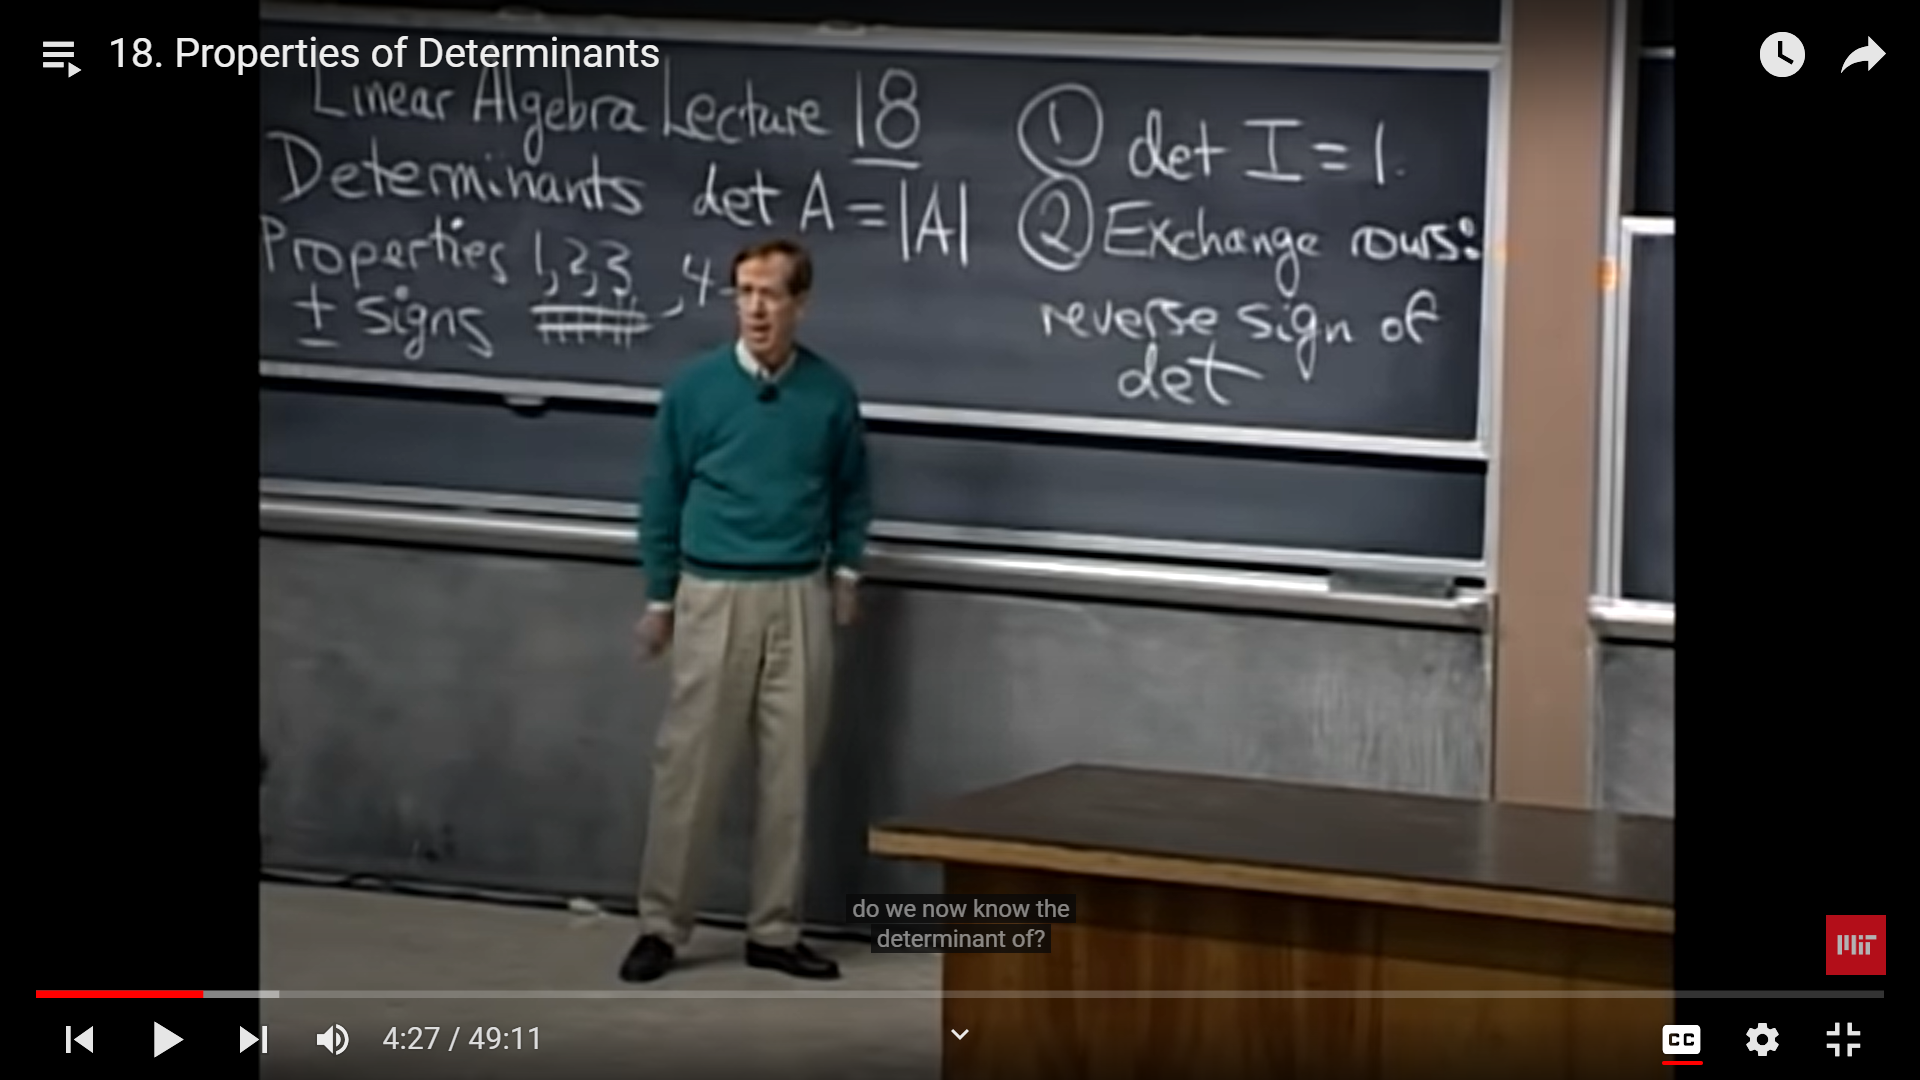 18. Properties of Determinants
Linear Algebra Lecture 18
Determinants det A = |A|
Properties 1,2,3,4-
± signs
① det I = 1.
② Exchange rows:
reverse sign of
det
do we now know the
determinant of?
MIT
4:27 / 49:11
CC